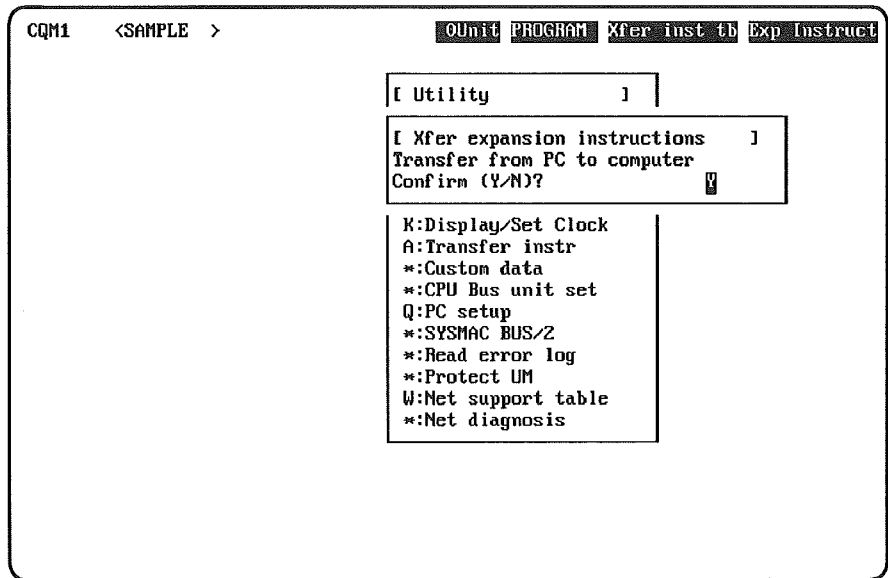 CQM1 <SAMPLE > OUnit PROGRAM Xfer inst tb Exp Instruct
[ Utility ]
[ Xfer expansion instructions ]
Transfer from PC to computer
Confirm (Y/N)? Y
K:Display/Set Clock
A:Transfer instr
*:Custom data
*:CPU Bus unit set
Q:PC setup
*:SYSMAC BUS/2
*:Read error log
*:Protect UM
W:Net support table
*:Net diagnosis